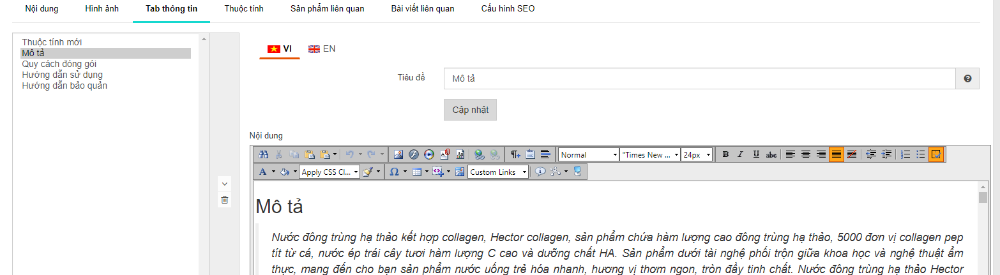 Nội dung Hình ảnh Tab thông tin Thuộc tính Sản phẩm liên quan Bài viết liên quan Cấu hình SEO
Thuộc tính mới
Mô tả
Quy cách đóng gói
Hướng dẫn sử dụng
Hướng dẫn bảo quản
VI EN
Tiêu đề Mô tả
Cập nhật
Nội dung
Normal "Times New ... 24px B I U abc
A Apply CSS Cl... Ω Custom Links
Mô tả
Nước đông trùng hạ thảo kết hợp collagen, Hector collagen, sản phẩm chứa hàm lượng cao đông trùng hạ thảo, 5000 đơn vị collagen pep
tít từ cá, nước ép trái cây tươi hàm lượng C cao và dưỡng chất HA. Sản phẩm dưới tài nghệ phối trộn giữa khoa học và nghệ thuật ẩm
thực, mang đến cho bạn sản phẩm nước uống trẻ hóa nhanh, hương vị thơm ngon, tròn đầy tinh chất. Nước đông trùng hạ thảo Hector